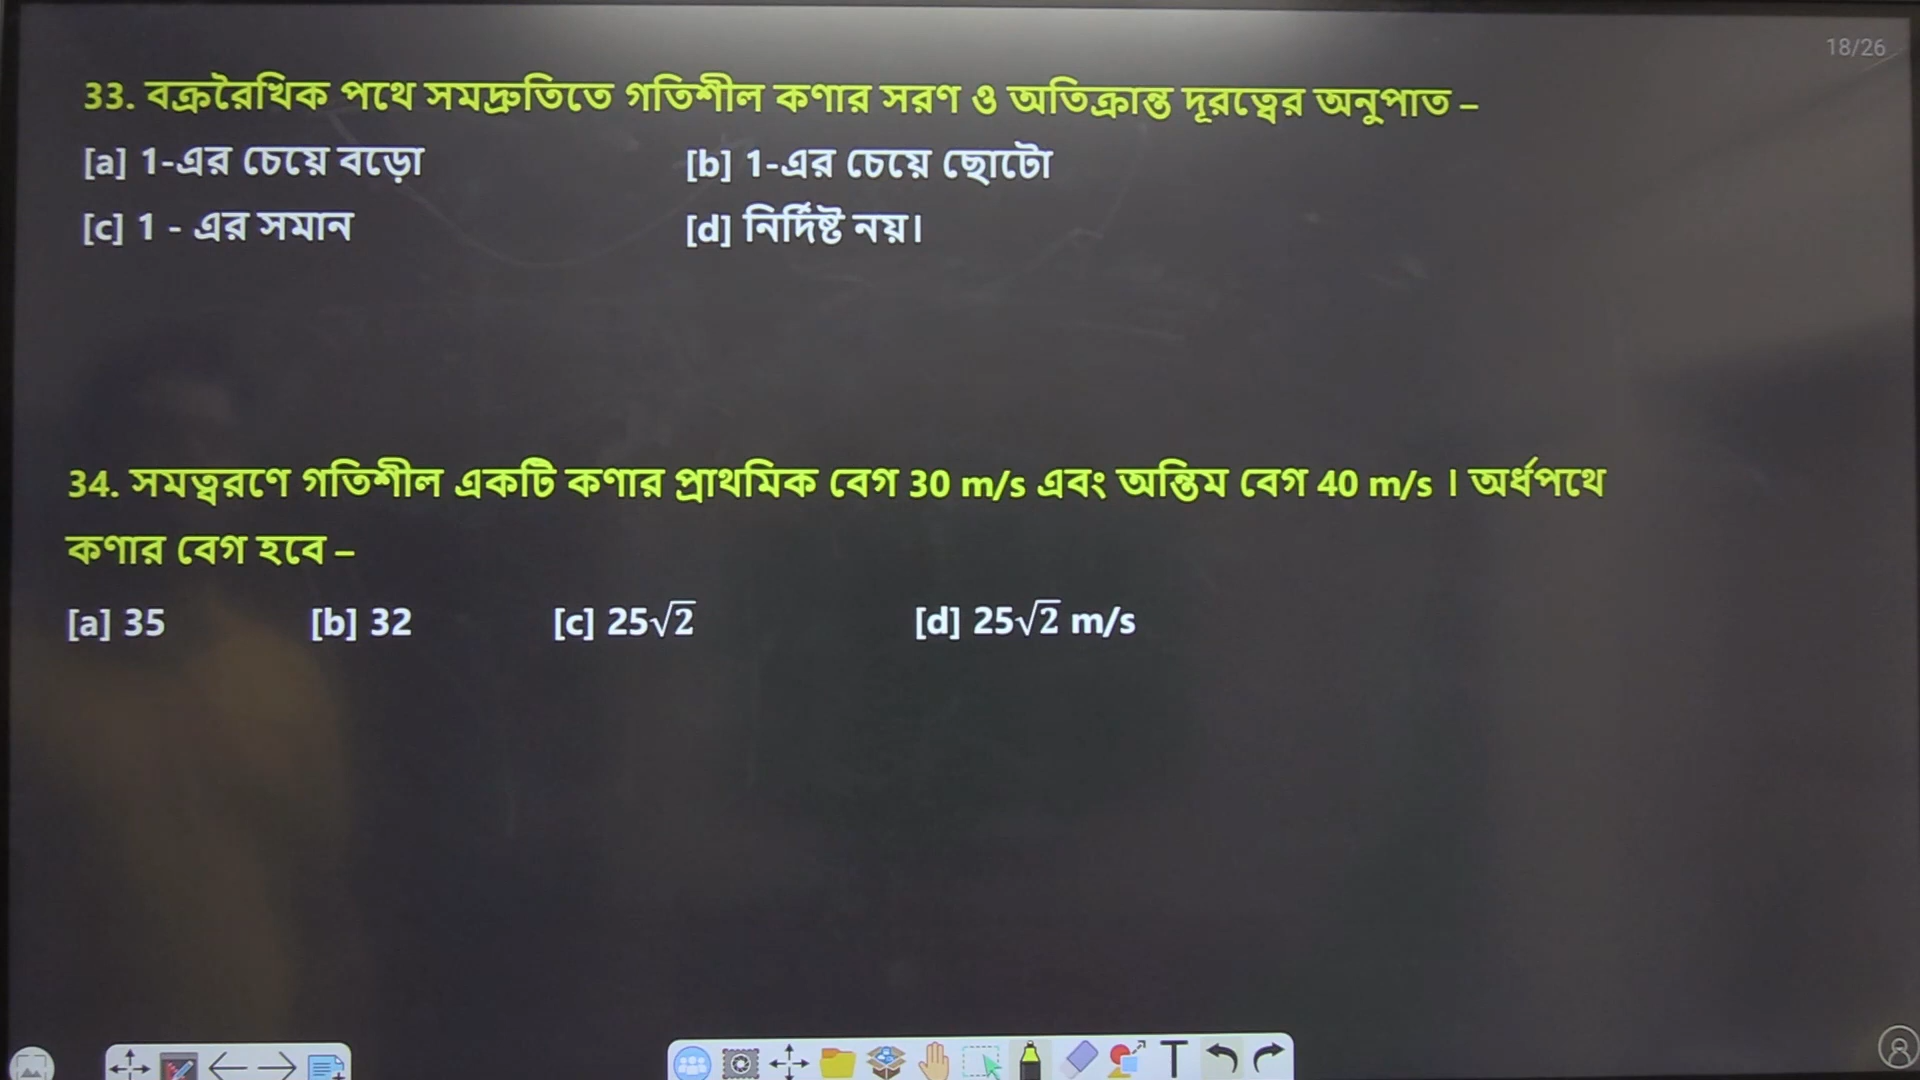 18/26
33. বক্ররৈখিক পথে সমদ্রুতিতে গতিশীল কণার সরণ ও অতিক্রান্ত দূরত্বের অনুপাত –
[a] 1-এর চেয়ে বড়ো [b] 1-এর চেয়ে ছোটো
[c] 1 - এর সমান [d] নির্দিষ্ট নয়।
34. সমত্বরণে গতিশীল একটি কণার প্রাথমিক বেগ 30 m/s এবং অন্তিম বেগ 40 m/s । অর্ধপথে
কণার বেগ হবে –
[a] 35 [b] 32 [c] 25√2 [d] 25√2 m/s
T